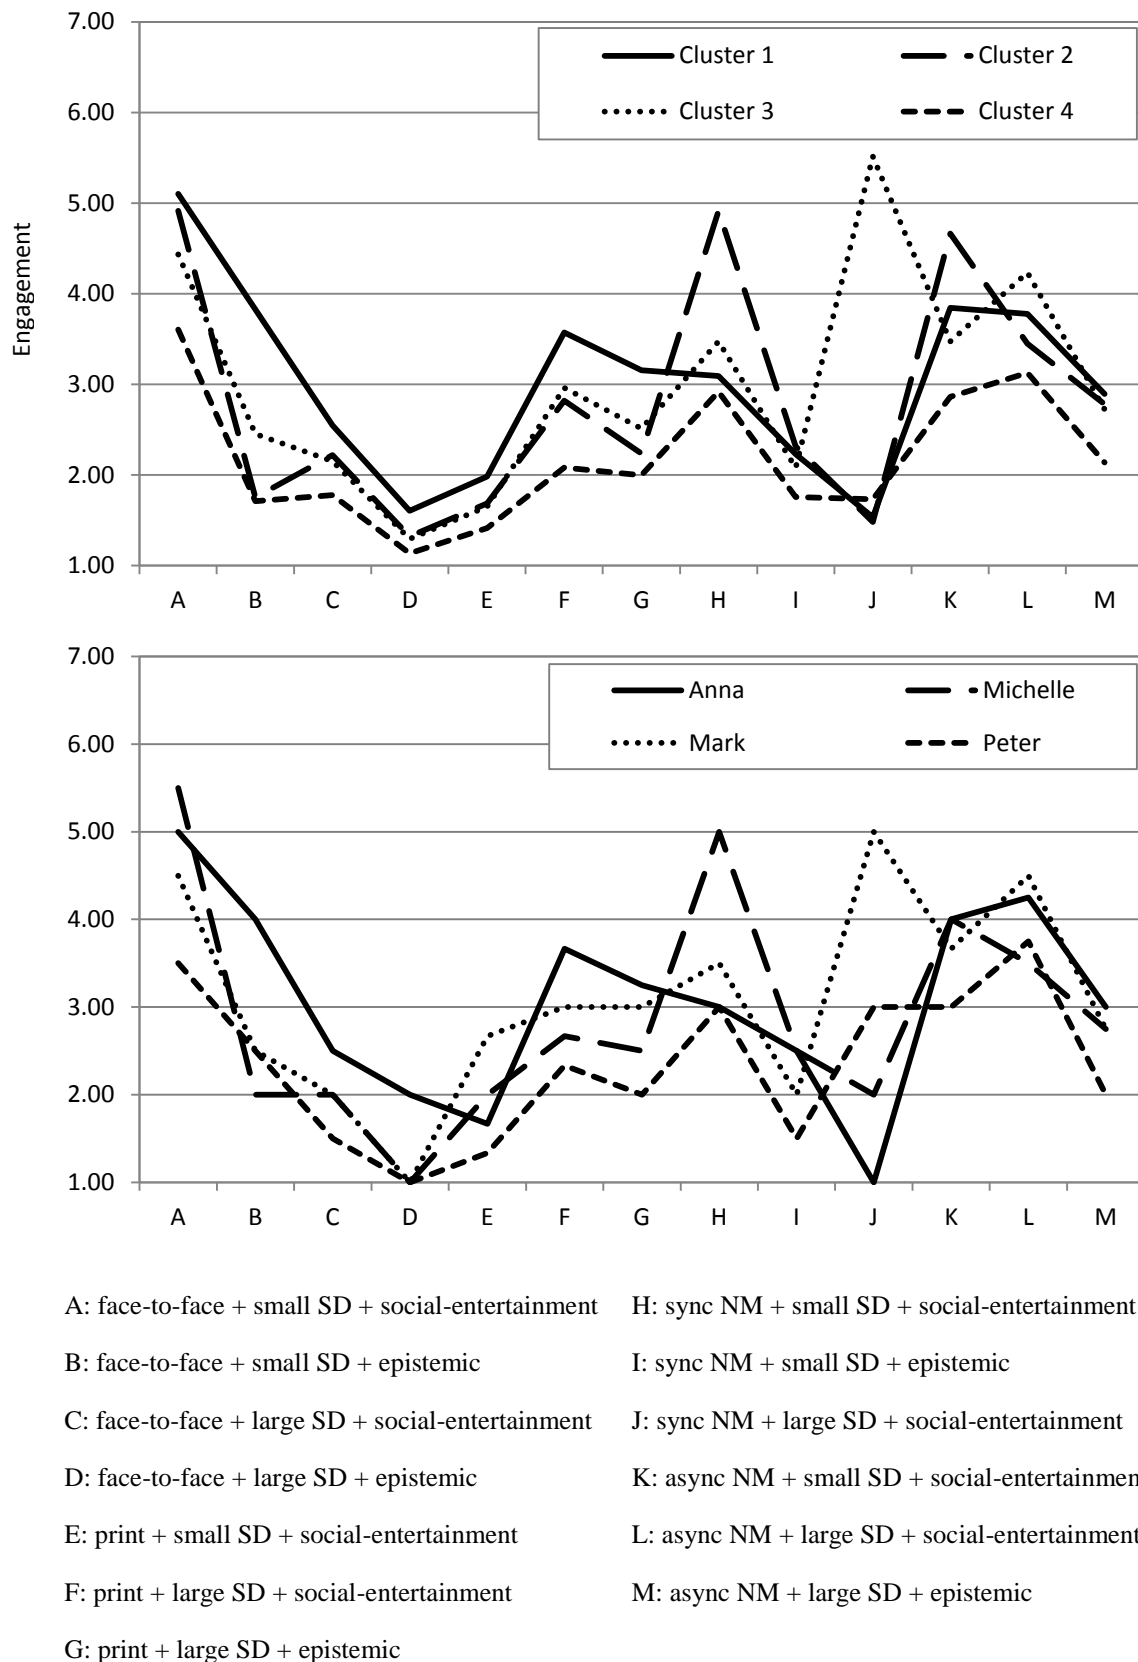 7.00
Cluster 1 Cluster 2
6.00
Cluster 3 Cluster 4
5.00
Engagement
4.00
3.00
2.00
1.00
A B C D E F G H I J K L M
7.00
Anna Michelle
6.00
Mark Peter
5.00
4.00
3.00
2.00
1.00
A B C D E F G H I J K L M
A: face-to-face + small SD + social-entertainment
B: face-to-face + small SD + epistemic
C: face-to-face + large SD + social-entertainment
D: face-to-face + large SD + epistemic
E: print + small SD + social-entertainment
F: print + large SD + social-entertainment
G: print + large SD + epistemic
H: sync NM + small SD + social-entertainment
I: sync NM + small SD + epistemic
J: sync NM + large SD + social-entertainment
K: async NM + small SD + social-entertainmen
L: async NM + large SD + social-entertainment
M: async NM + large SD + epistemic